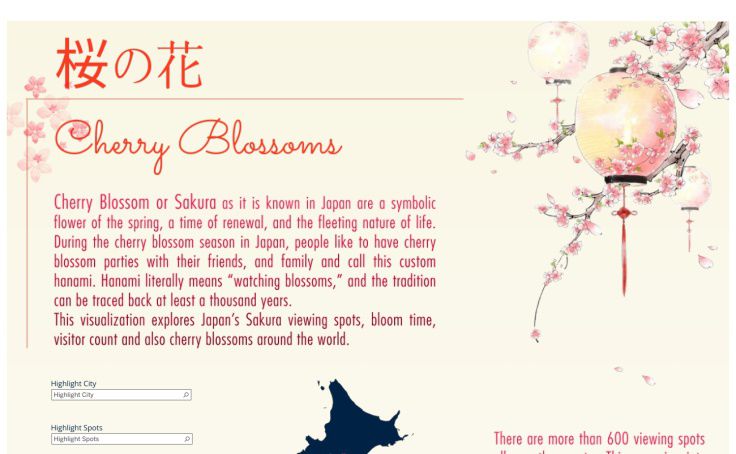 桜の花
Cherry Blossoms
Cherry Blossom or Sakura as it is known in Japan are a symbolic
flower of the spring, a time of renewal, and the fleeting nature of life.
During the cherry blossom season in Japan, people like to have cherry
blossom parties with their friends, and family and call this custom
hanami. Hanami literally means “watching blossoms,” and the tradition
can be traced back at least a thousand years.
This visualization explores Japan’s Sakura viewing spots, bloom time,
visitor count and also cherry blossoms around the world.
Highlight City
Highlight City
Highlight Spots
Highlight Spots
There are more than 600 viewing spots